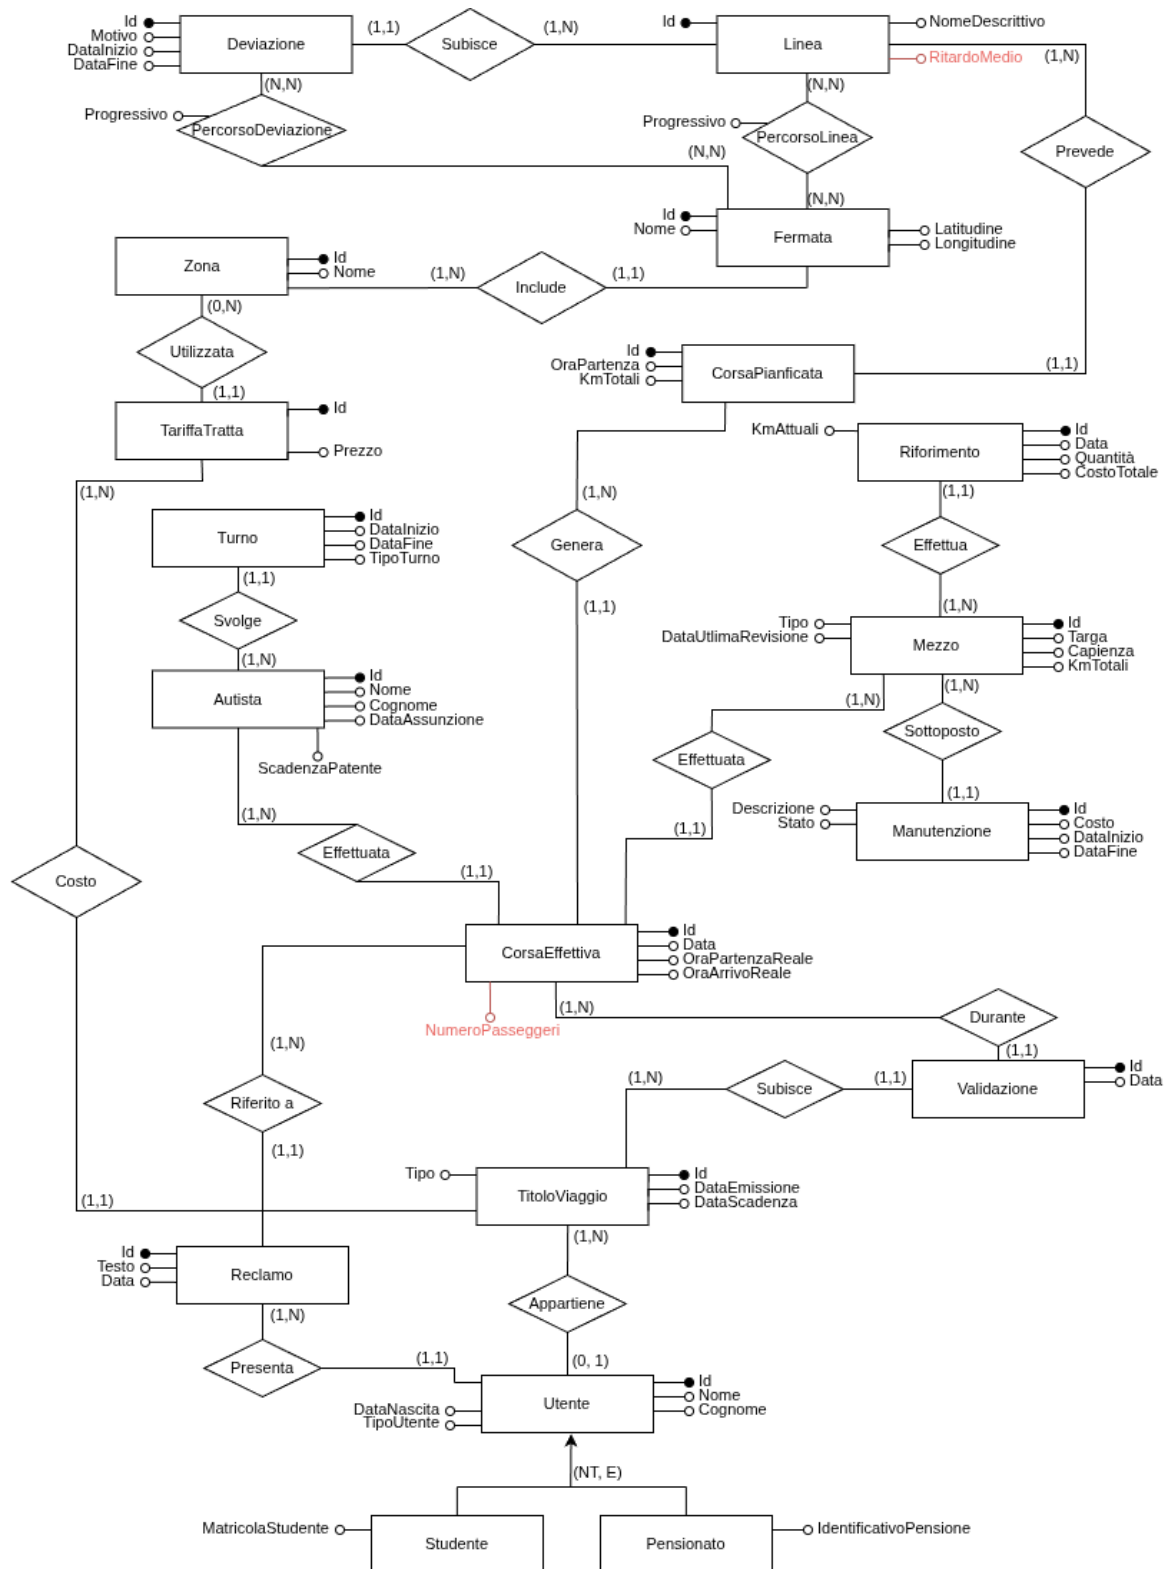 Id
Motivo
DataInizio
DataFine
Deviazione
(1,1)
Subisce
(1,N)
Id
Linea
NomeDescrittivo
RitardoMedio
(1,N)
(N,N)
Progressivo
PercorsoDeviazione
(N,N)
(N,N)
Progressivo
PercorsoLinea
(N,N)
Prevede
Id
Nome
Fermata
Latitudine
Longitudine
Zona
Id
Nome
(1,N)
Include
(1,1)
(0,N)
Utilizzata
(1,1)
Id
OraPartenza
KmTotali
CorsaPianficata
(1,1)
TariffaTratta
Id
Prezzo
(1,N)
KmAttuali
Riforimento
Id
Data
Quantità
CostoTotale
(1,1)
(1,N)
Genera
(1,1)
Turno
Id
DataInizio
DataFine
TipoTurno
(1,1)
Svolge
(1,N)
Effettua
(1,N)
Tipo
DataUtlimaRevisione
Mezzo
Id
Targa
Capienza
KmTotali
Autista
Id
Nome
Cognome
DataAssunzione
ScadenzaPatente
(1,N)
(1,N)
(1,N)
Sottoposto
Effettuata
(1,1)
(1,1)
Descrizione
Stato
Manutenzione
Id
Costo
DataInizio
DataFine
Effettuata
(1,1)
Costo
CorsaEffettiva
Id
Data
OraPartenzaReale
OraArrivoReale
NumeroPasseggeri
(1,N)
Durante
(1,1)
(1,N)
Riferito a
(1,1)
(1,N)
Subisce
(1,1)
Validazione
Id
Data
Tipo
TitoloViaggio
Id
DataEmissione
DataScadenza
(1,1)
(1,N)
Id
Testo
Data
Reclamo
(1,N)
Appartiene
(0, 1)
Presenta
(1,1)
DataNascita
TipoUtente
Utente
Id
Nome
Cognome
(NT, E)
MatricolaStudente
Studente
Pensionato
IdentificativoPensione